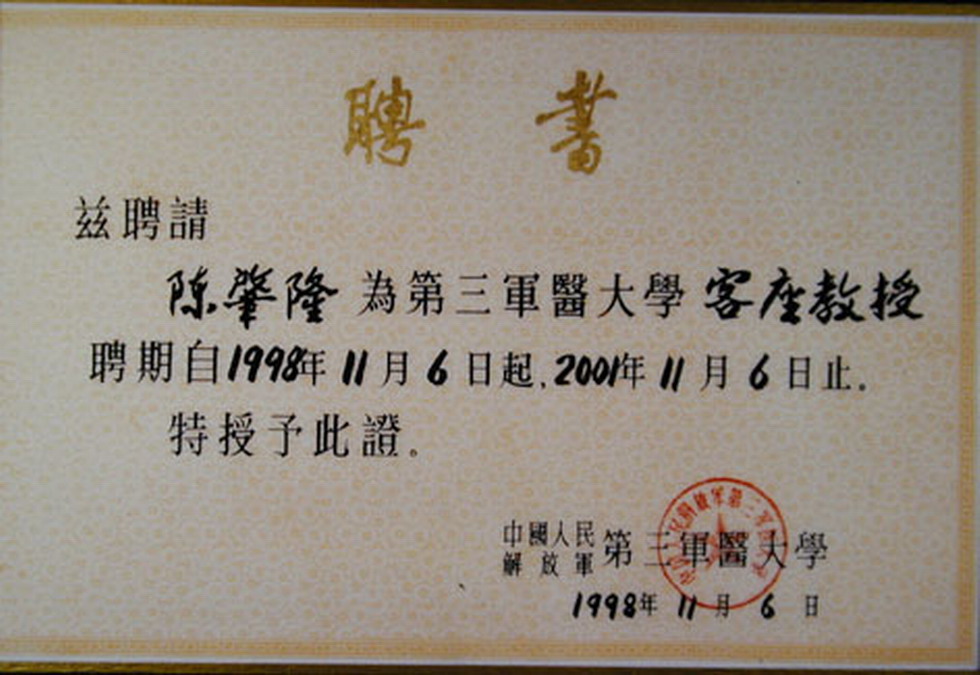 聘書
茲聘請
陳肇隆為第三軍醫大學客座教授
聘期自1998年11月6日起,2001年11月6日止。
特授予此證。
中國人民解放軍第三軍醫大學
1998年11月6日